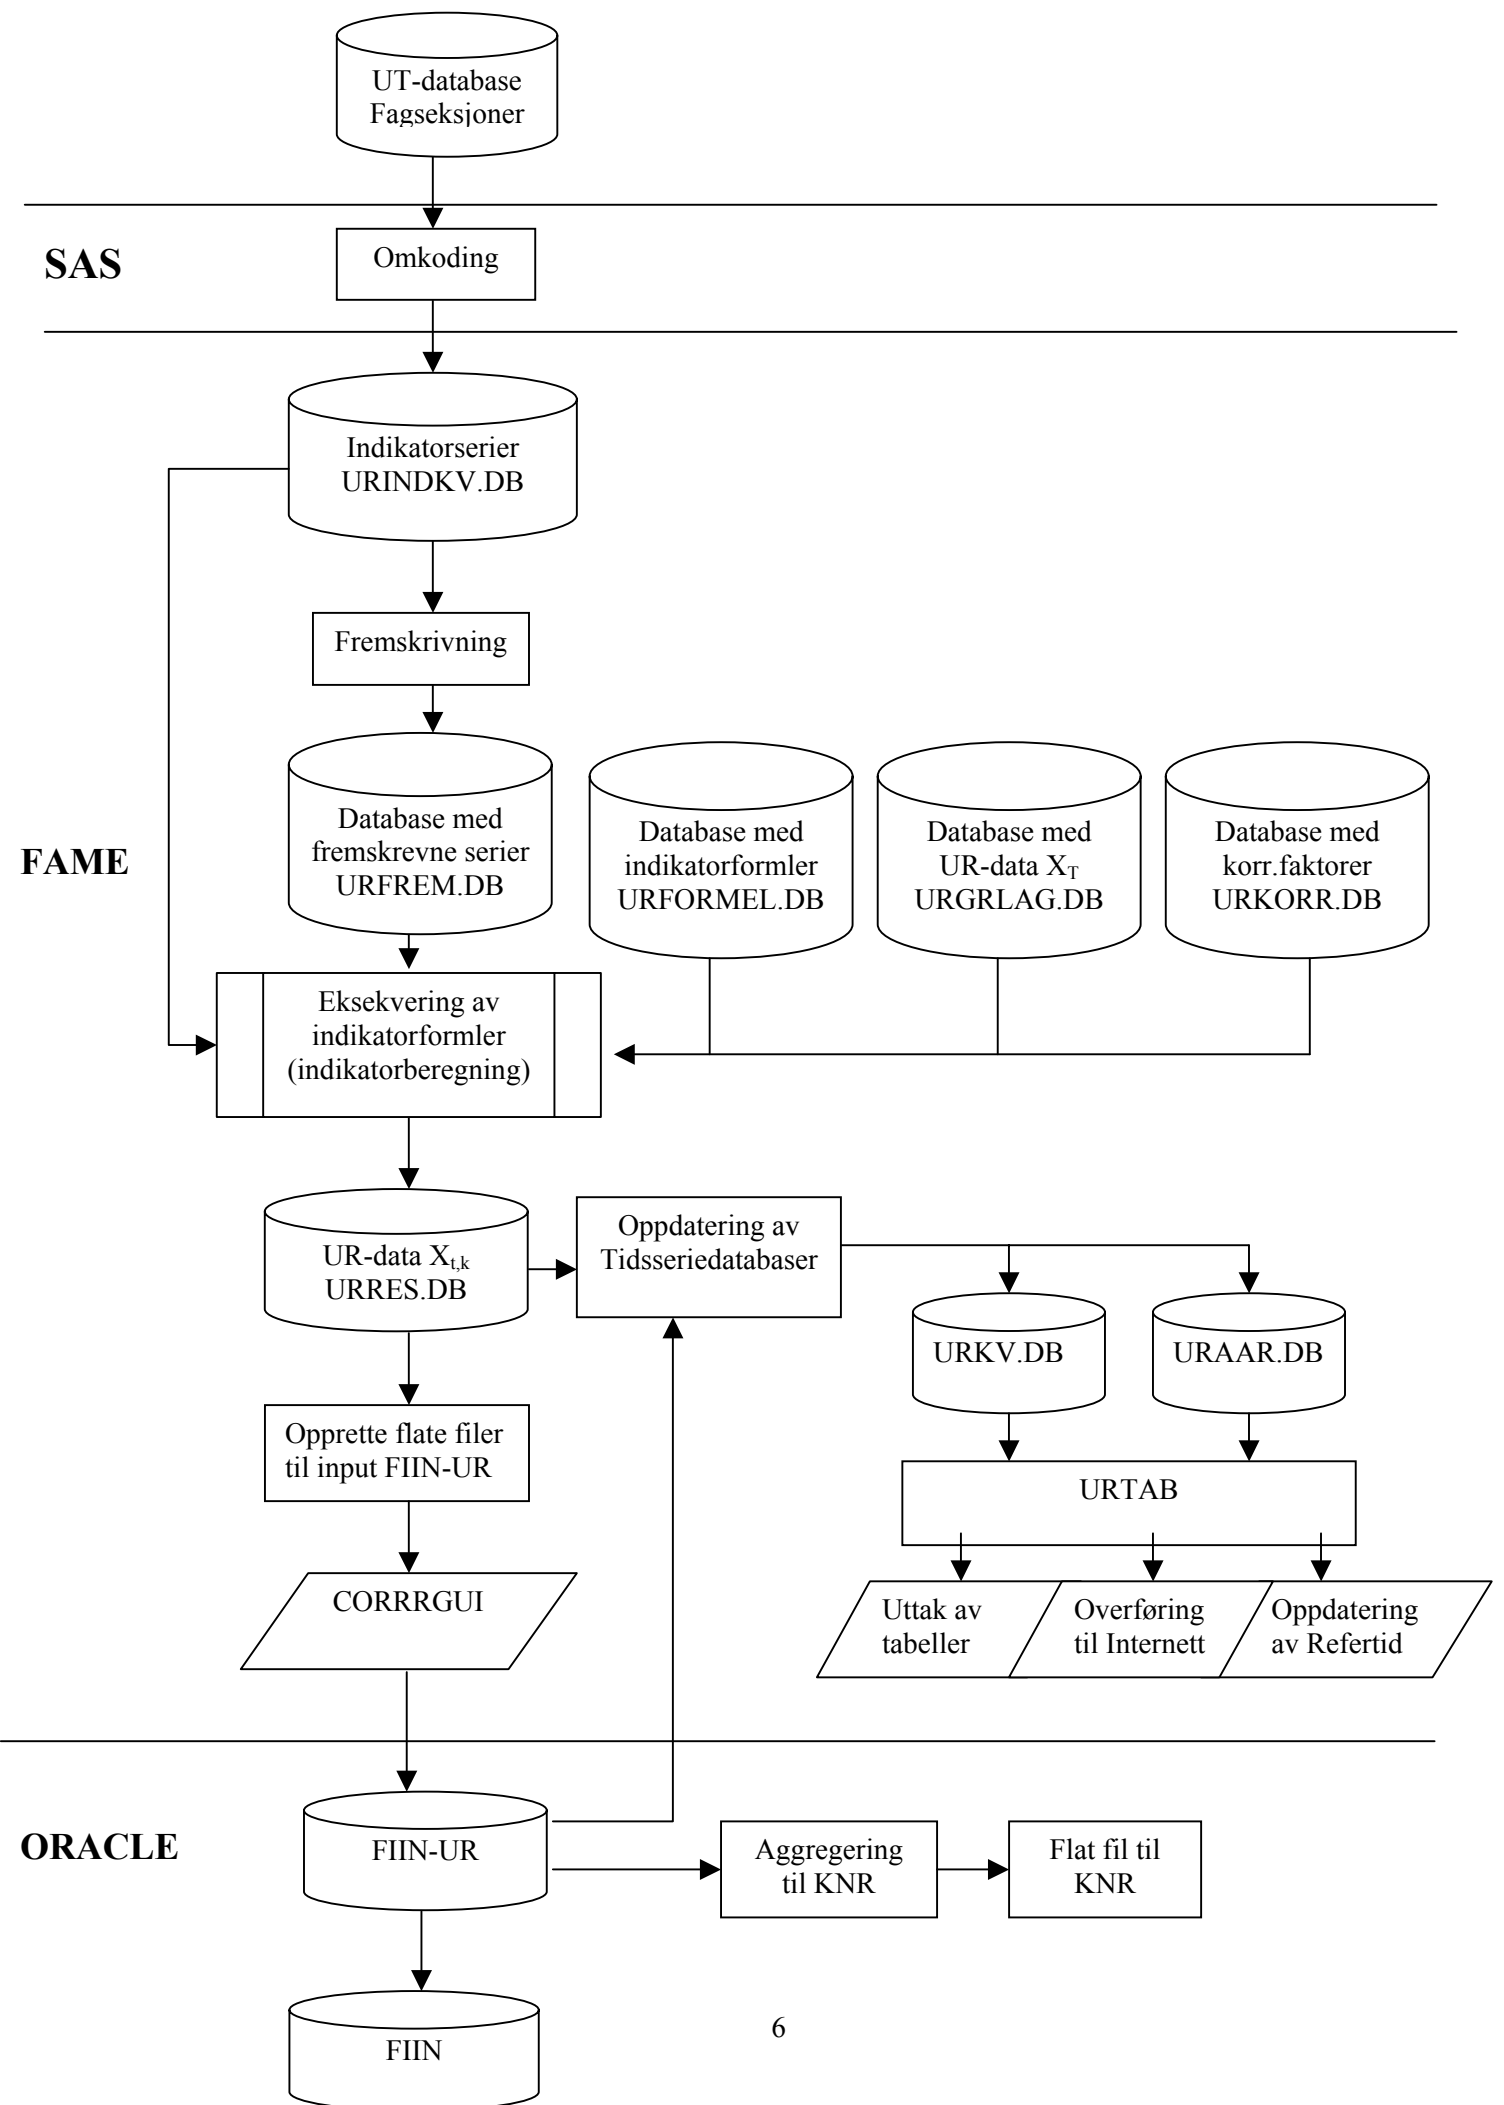 UT-database
Fagseksjoner
SAS
Omkoding
Indikatorserier
URINDKV.DB
Fremskrivning
FAME
Database med
fremskrevne serier
URFREM.DB
Database med
indikatorformler
URFORMEL.DB
Database med
UR-data X_T
URGRLAG.DB
Database med
korr.faktorer
URKORR.DB
Eksekvering av
indikatorformler
(indikatorberegning)
UR-data X_t,k
URRES.DB
Oppdatering av
Tidsseriedatabaser
URKV.DB
URAAR.DB
Opprette flate filer
til input FIIN-UR
URTAB
CORRRGUI
Uttak av
tabeller
Overføring
til Internett
Oppdatering
av Refertid
ORACLE
FIIN-UR
Aggregering
til KNR
Flat fil til
KNR
FIIN
6